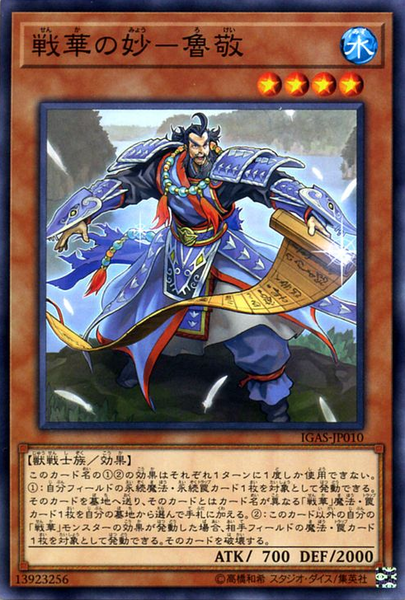 戦華の妙－魯敬
水
IGAS-JP010
【獣戦士族／効果】
このカード名の①②の効果はそれぞれ１ターンに１度しか使用できない。
①：自分フィールドの永続魔法・永続罠カード１枚を対象として発動できる。
そのカードを墓地へ送り、そのカードとはカード名が異なる「戦華」魔法・罠カ
ード１枚を自分の墓地から選んで手札に加える。②：このカード以外の自分の
「戦華」モンスターの効果が発動した場合、相手フィールドの魔法・罠カード
１枚を対象として発動できる。そのカードを破壊する。
ATK/ 700 DEF/2000
13923256
©高橋和希 スタジオ・ダイス/集英社